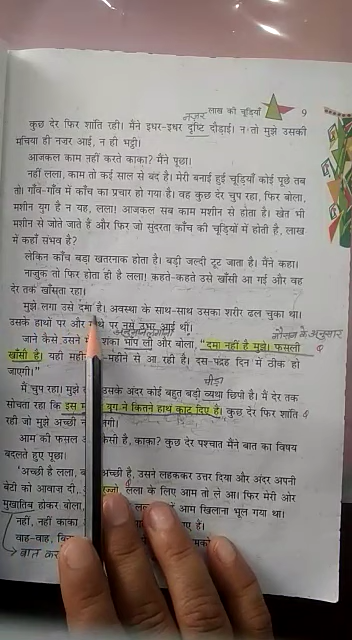 लाख की चूड़ियाँ 9
नज़र
कुछ देर फिर शांति रही। मैंने इधर-उधर दृष्टि दौड़ाई। न तो मुझे उसकी
मचिया ही नजर आई, न ही भट्टी।
आजकल काम नहीं करते काका? मैंने पूछा।
नहीं लला, काम तो कई साल से बंद है। मेरी बनाई हुई चूड़ियाँ कोई पूछे तब
तो। गाँव-गाँव में काँच का प्रचार हो गया है। वह कुछ देर चुप रहा, फिर बोला,
मशीन युग है न यह, लला! आजकल सब काम मशीन से होता है। खेत भी
मशीन से जोते जाते हैं और फिर जो सुंदरता काँच की चूड़ियों में होती है, लाख
में कहाँ संभव है?
लेकिन काँच बड़ा खतरनाक होता है। बड़ी जल्दी टूट जाता है। मैंने कहा।
नाजुक तो फिर होता ही है लला! कहते-कहते उसे खाँसी आ गई और वह
देर तक खाँसता रहा।
मुझे लगा उसे दमा है। अवस्था के साथ-साथ उसका शरीर ढल चुका था।
उसके हाथों पर और पर नसें उभर आई थीं।
मौसम के अनुसार
जाने कैसे उसने शंका भाँप ली और बोला, "दमा नहीं है मुझे। फसली
खाँसी है। यही महीने से आ रही है। दस-पंद्रह दिन में ठीक हो
जाएगी।"
पीड़ा
मैं चुप रहा। मुझे उसके अंदर कोई बहुत बड़ी व्यथा छिपी है। मैं देर तक
सोचता रहा कि इस युग ने कितने हाथ काट दिए हैं। कुछ देर फिर शांति
रही जो मुझे अच्छी लगी।
आम की फसल कैसी है, काका? कुछ देर पश्चात मैंने बात का विषय
बदलते हुए पूछा।
'अच्छी है लला, अच्छी है, उसने लहककर उत्तर दिया और अंदर अपनी
बेटी को आवाज दी, रज्जो लला के लिए आम तो ले आ। फिर मेरी ओर
मुखातिब होकर बोला, आम खिलाना भूल गया था।
नहीं, नहीं काका हैं।
वाह-वाह,
बात